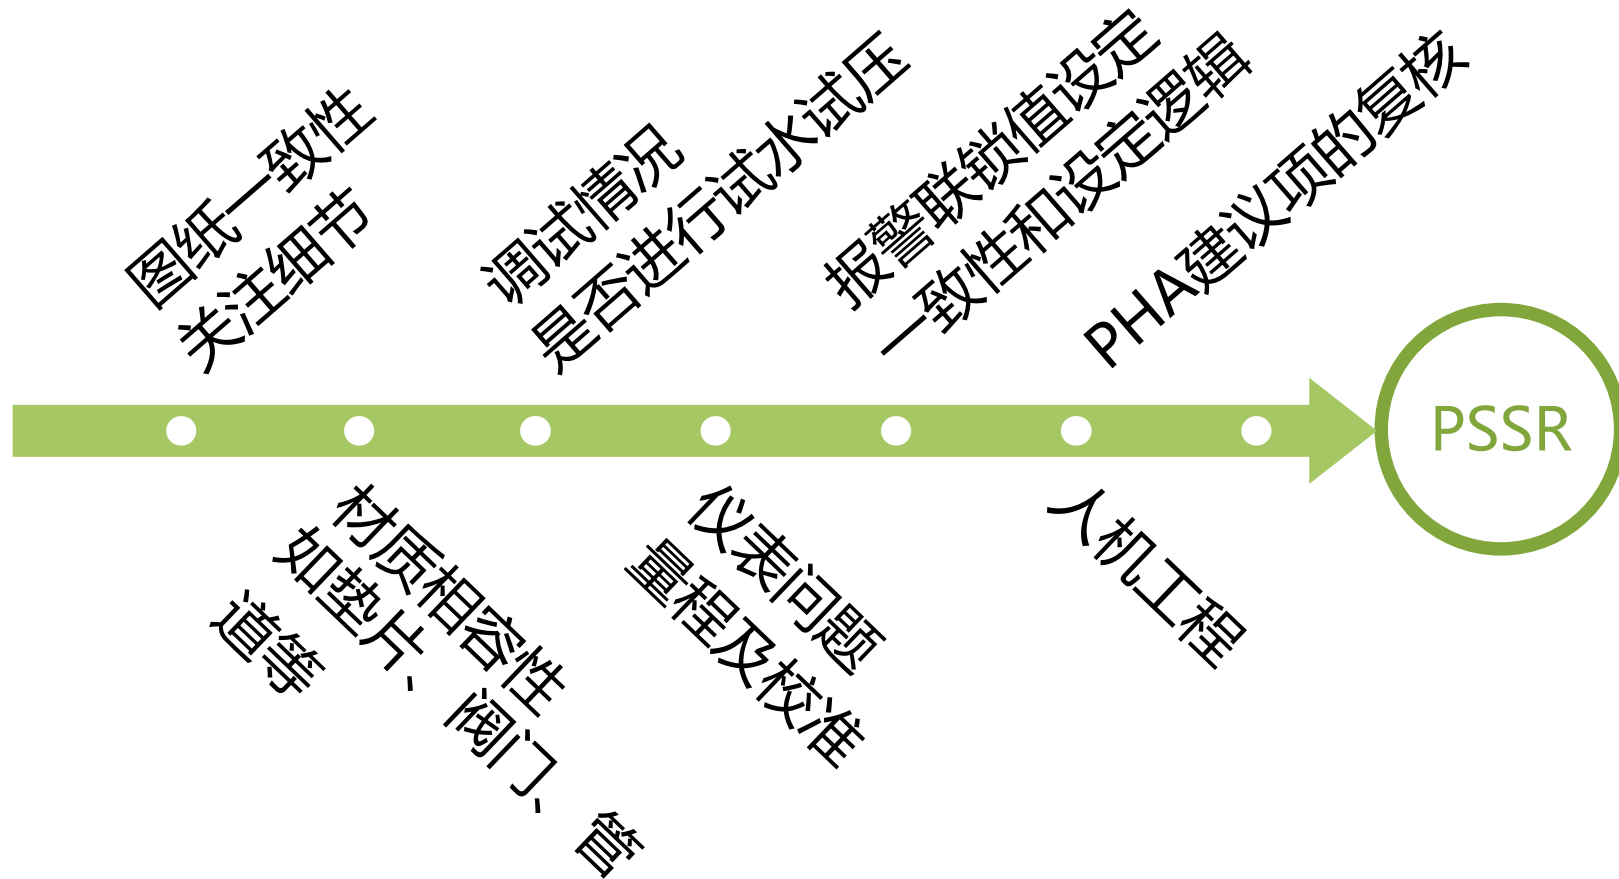 图纸一致性
关注细节
材质相容性
如垫片、阀门、管
道等
调试情况
是否进行试水试压
仪表问题
量程及校准
报警联锁值设定
一致性和设定逻辑
人机工程
PHA建议项的复核
PSSR